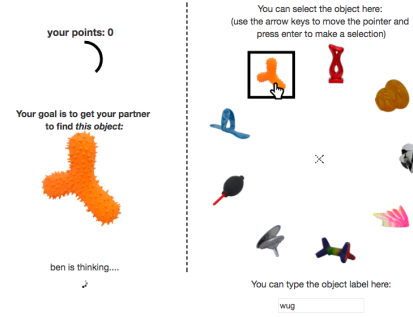 your points: 0
Your goal is to get your partner
to find this object:
ben is thinking....
You can select the object here:
(use the arrow keys to move the pointer and
press enter to make a selection)
You can type the object label here:
wug